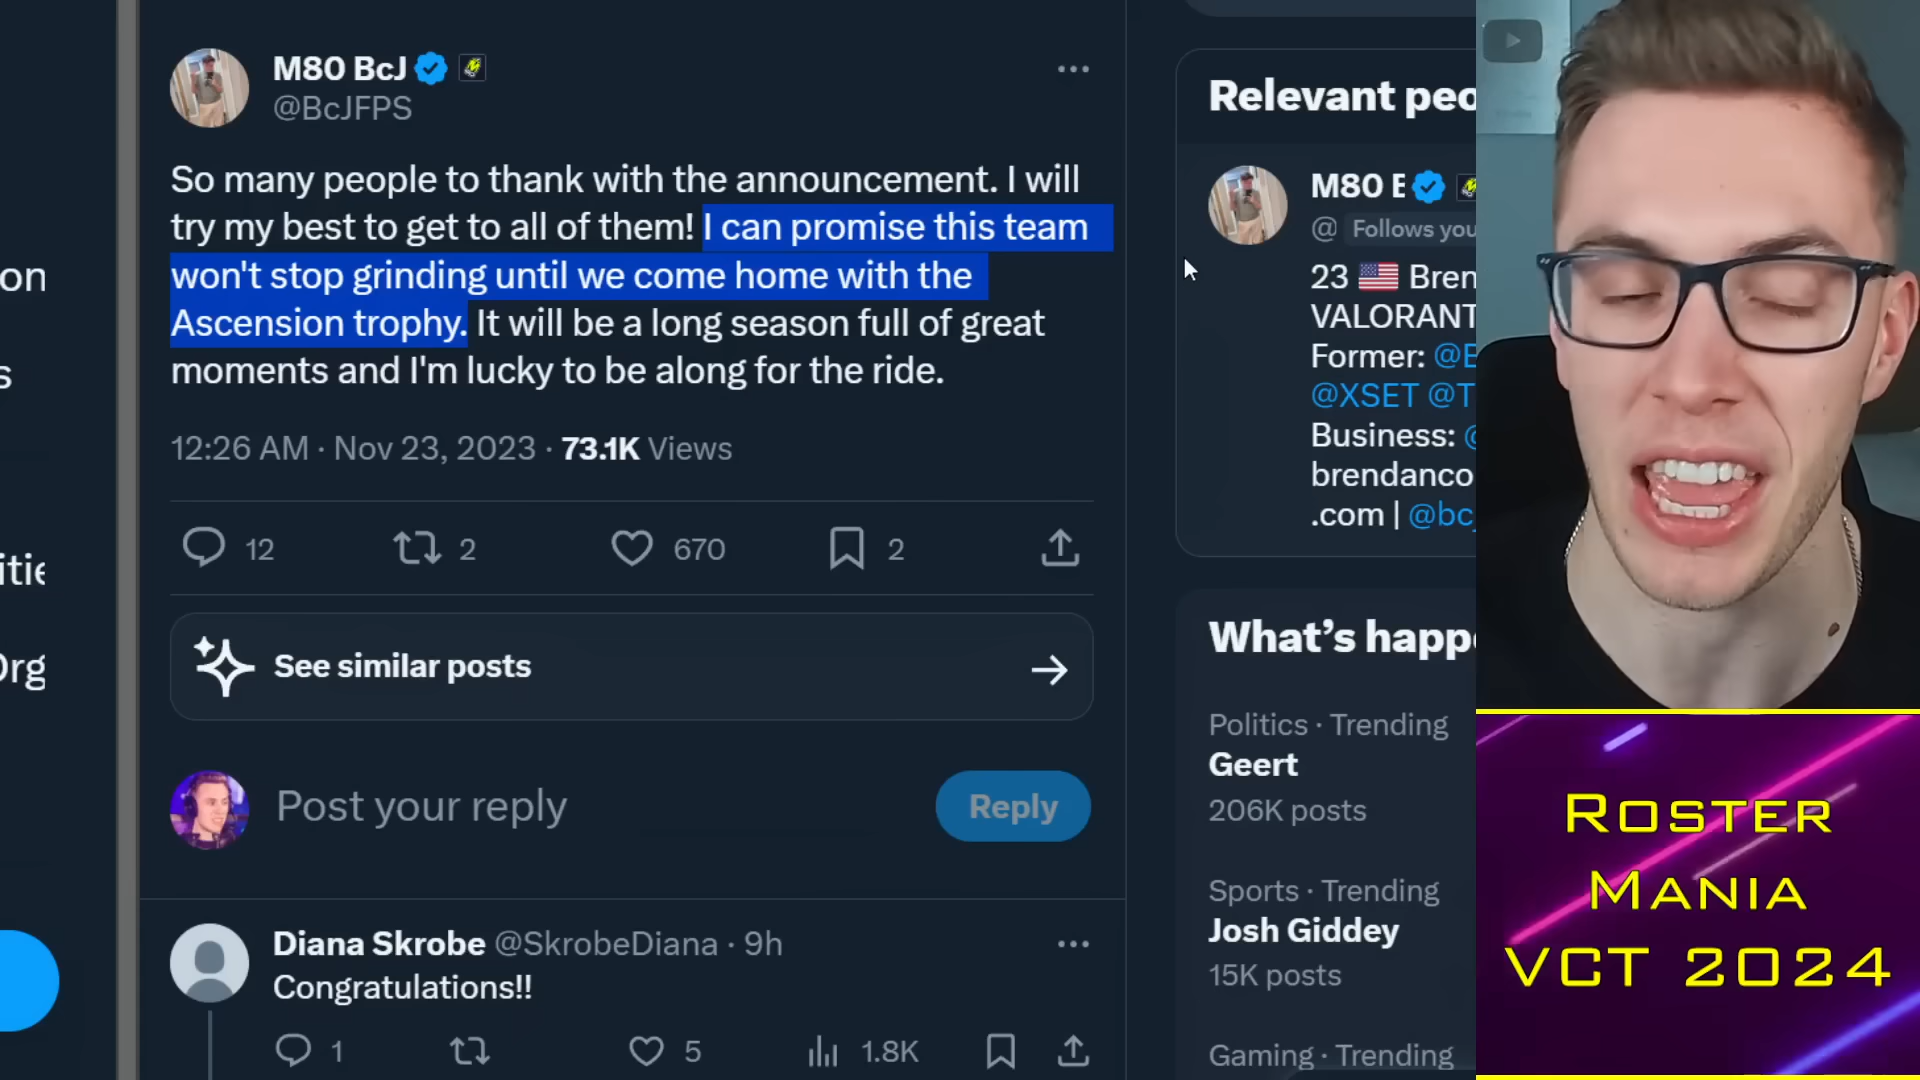 M80 BcJ
@BcJFPS
So many people to thank with the announcement. I will
try my best to get to all of them! I can promise this team
won't stop grinding until we come home with the
Ascension trophy. It will be a long season full of great
moments and I'm lucky to be along for the ride.
12:26 AM · Nov 23, 2023 · 73.1K Views
12
2
670
2
See similar posts
Post your reply
Reply
Diana Skrobe @SkrobeDiana · 9h
Congratulations!!
1
5
1.8K
on
s
itie
Org
Relevant peo
M80 B
@ Follows you
23 🇺🇸 Bren
VALORANT
Former: @E
@XSET @T
Business: @
brendanco
.com | @bcj
What's happe
Politics · Trending
Geert
206K posts
Sports · Trending
Josh Giddey
15K posts
Gaming · Trending
ROSTER
MANIA
VCT 2024